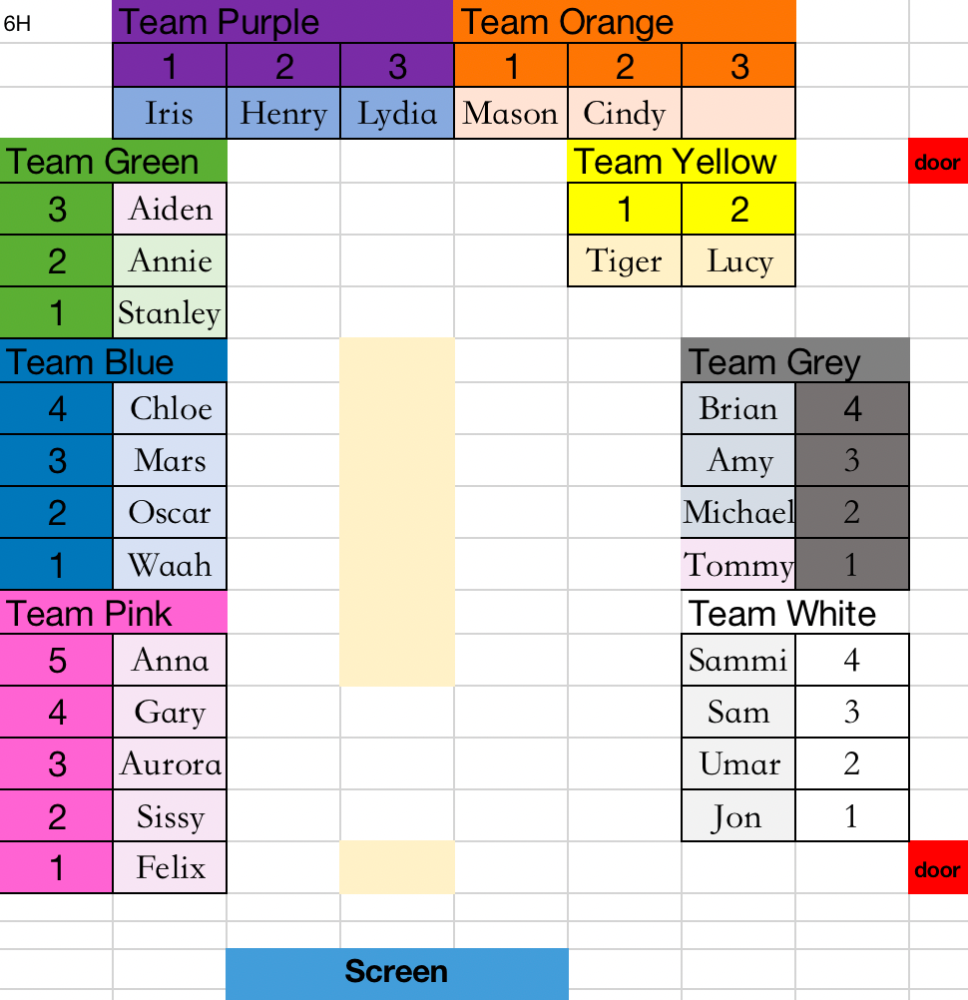 6H Team Purple Team Orange
1 2 3 1 2 3
Iris Henry Lydia Mason Cindy
Team Green Team Yellow door
3 Aiden 1 2
2 Annie Tiger Lucy
1 Stanley
Team Blue Team Grey
4 Chloe Brian 4
3 Mars Amy 3
2 Oscar Michael 2
1 Waah Tommy 1
Team Pink Team White
5 Anna Sammi 4
4 Gary Sam 3
3 Aurora Umar 2
2 Sissy Jon 1
1 Felix door
Screen